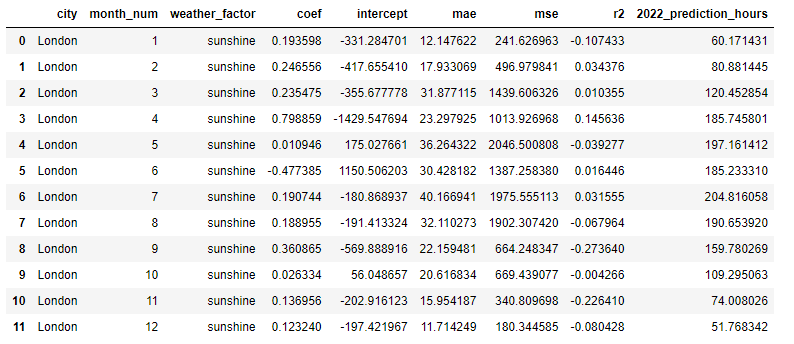 city month_num weather_factor coef intercept mae mse r2 2022_prediction_hours
0 London 1 sunshine 0.193598 -331.284701 12.147622 241.626963 -0.107433 60.171431
1 London 2 sunshine 0.246556 -417.655410 17.933069 496.979841 0.034376 80.881445
2 London 3 sunshine 0.235475 -355.677778 31.877115 1439.606326 0.010355 120.452854
3 London 4 sunshine 0.798859 -1429.547694 23.297925 1013.926968 0.145636 185.745801
4 London 5 sunshine 0.010946 175.027661 36.264322 2046.500808 -0.039277 197.161412
5 London 6 sunshine -0.477385 1150.506203 30.428182 1387.258380 0.016446 185.233310
6 London 7 sunshine 0.190744 -180.868937 40.166941 1975.555113 0.031555 204.816058
7 London 8 sunshine 0.188955 -191.413324 32.110273 1902.307420 -0.067964 190.653920
8 London 9 sunshine 0.360865 -569.888916 22.159481 664.248347 -0.273640 159.780269
9 London 10 sunshine 0.026334 56.048657 20.616834 669.439077 -0.004266 109.295063
10 London 11 sunshine 0.136956 -202.916123 15.954187 340.809698 -0.226410 74.008026
11 London 12 sunshine 0.123240 -197.421967 11.714249 180.344585 -0.080428 51.768342